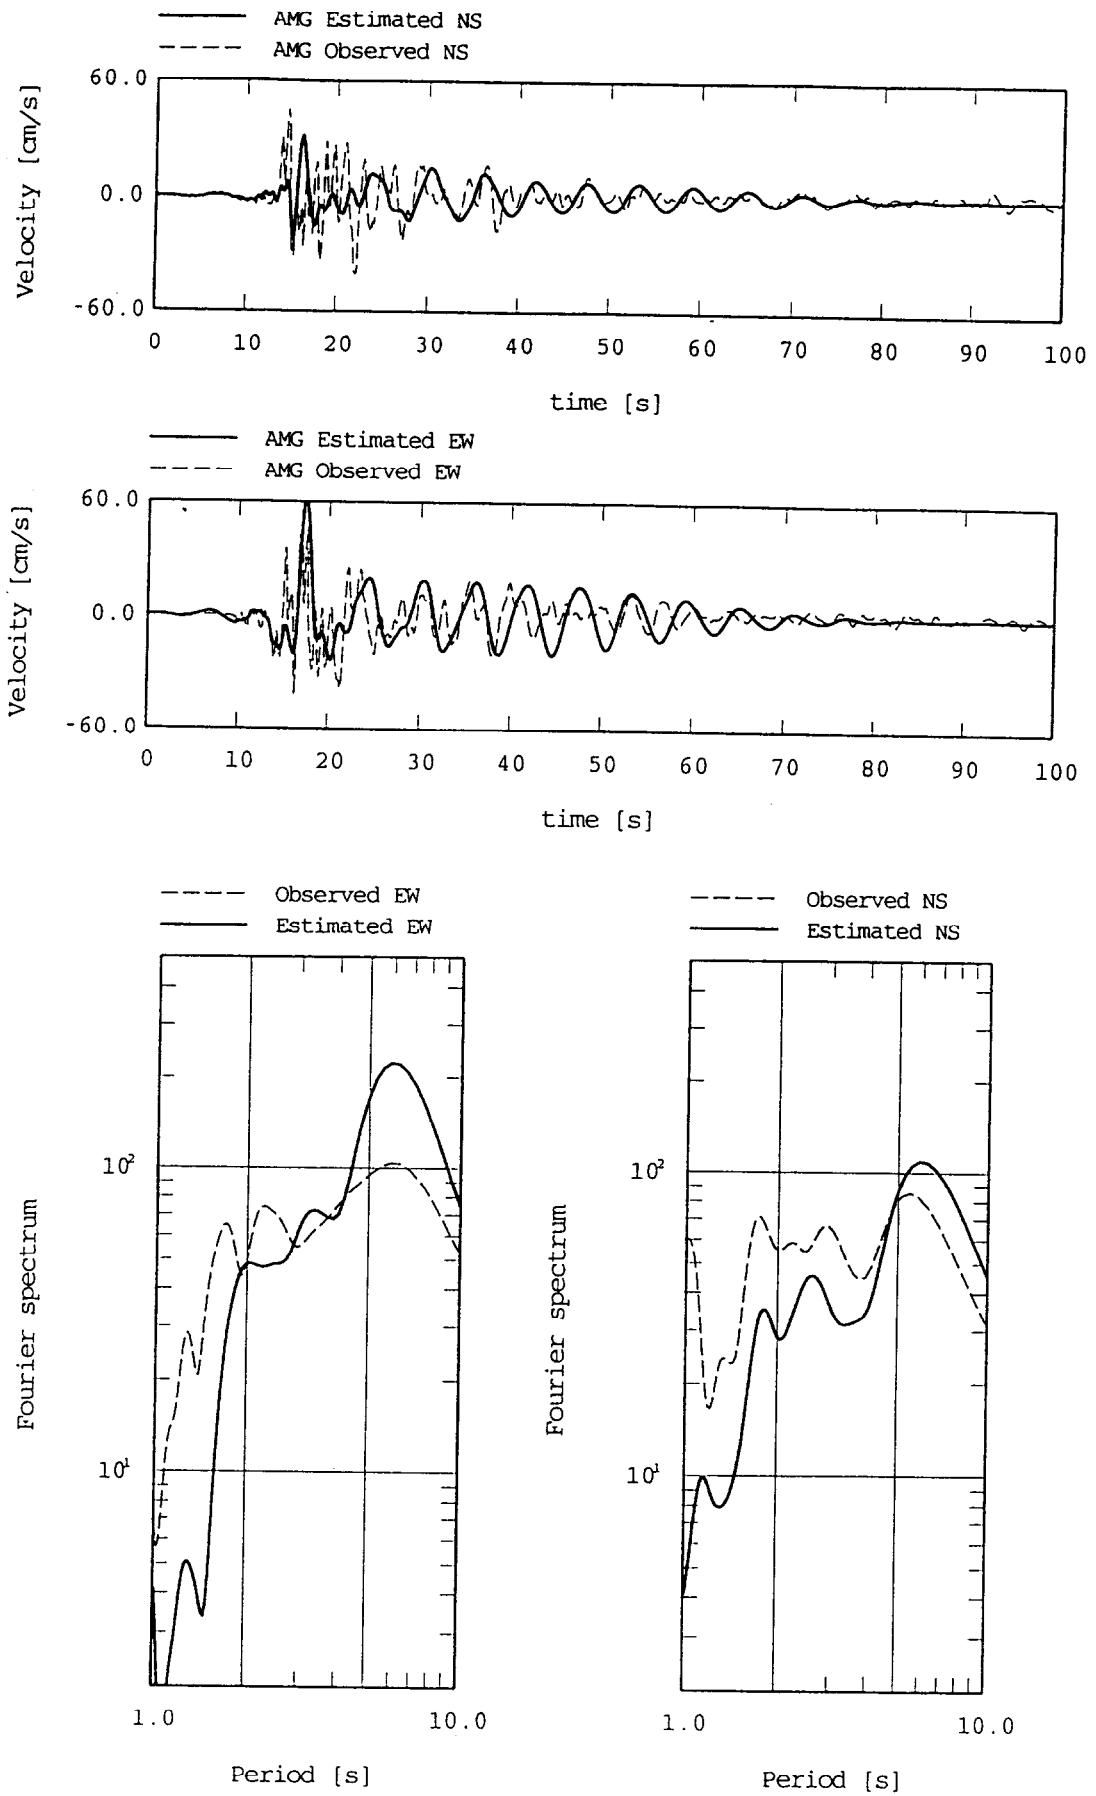 AMG Estimated NS
AMG Observed NS
Velocity [cm/s]
60.0
0.0
-60.0
0 10 20 30 40 50 60 70 80 90 100
time [s]
AMG Estimated EW
AMG Observed EW
Velocity [cm/s]
60.0
0.0
-60.0
0 10 20 30 40 50 60 70 80 90 100
time [s]
Observed EW
Estimated EW
Fourier spectrum
10²
10¹
1.0 10.0
Period [s]
Observed NS
Estimated NS
Fourier spectrum
10²
10¹
1.0 10.0
Period [s]